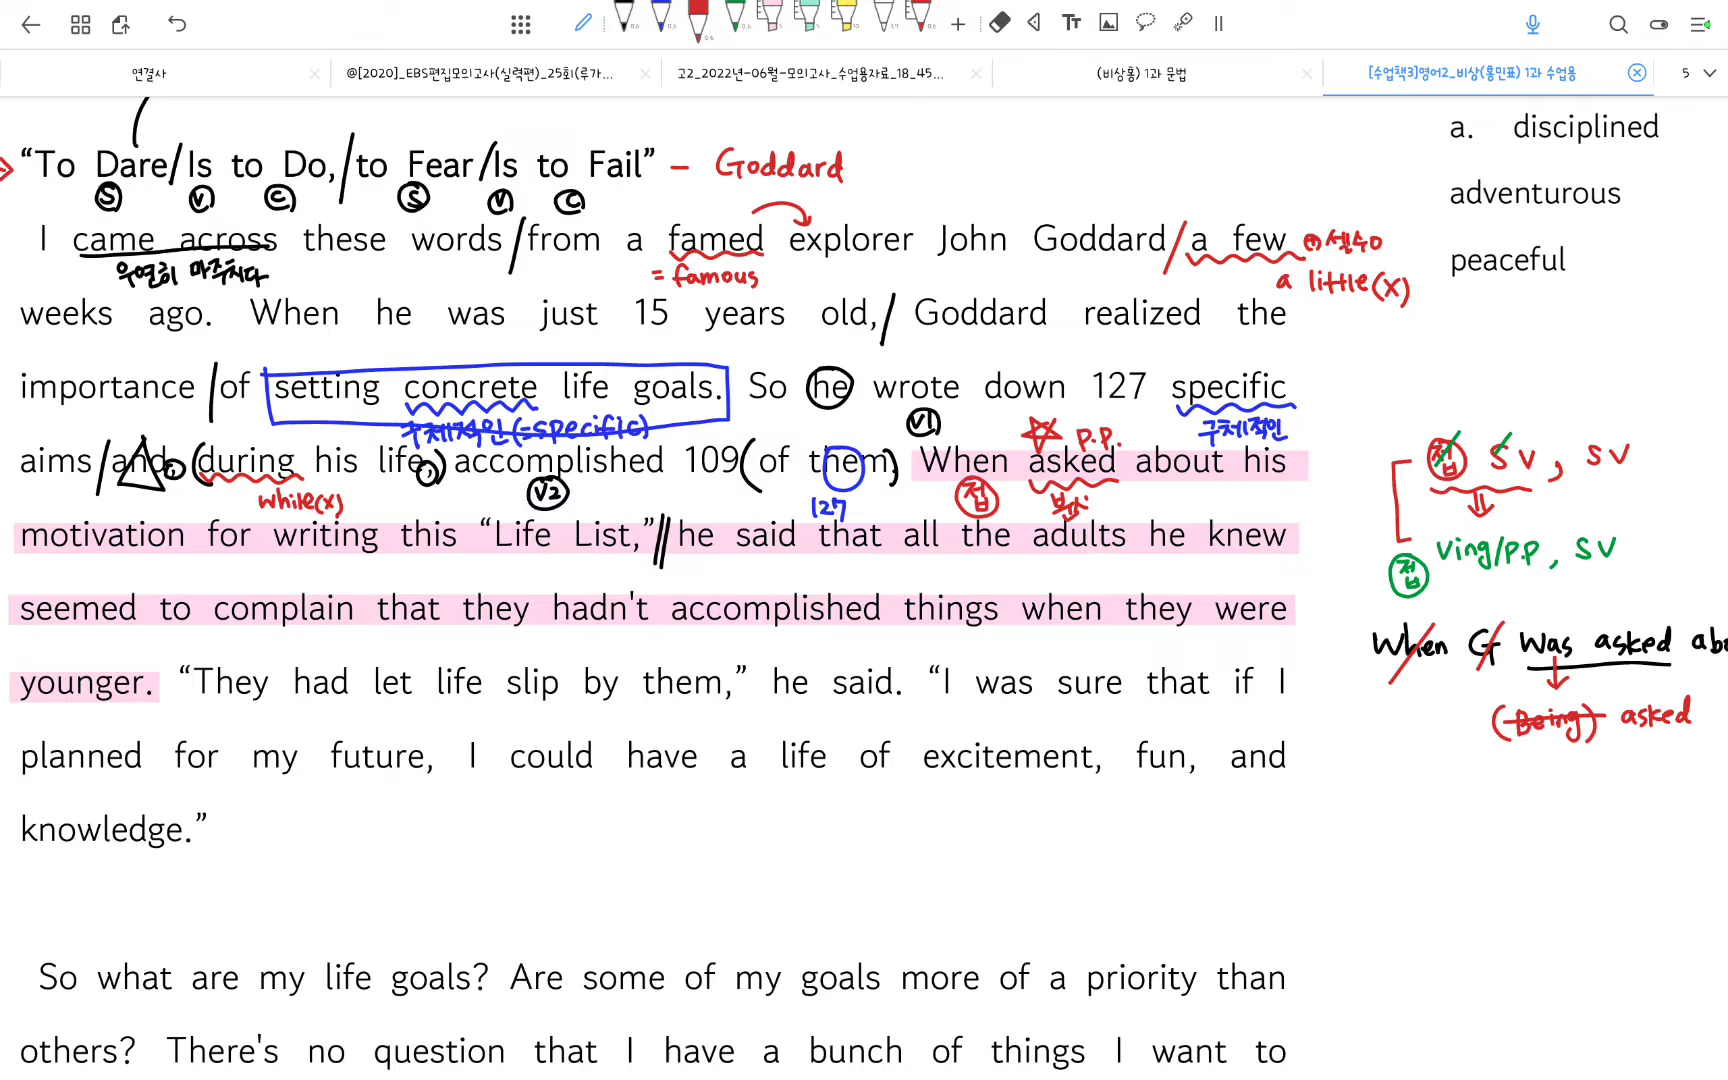 연결사
@[2020]_EBS편집모의고사(실력편)_25회(루가...
고2_2022년-06월-모의고사_수업용자료_18_45...
(비상홍) 1과 문법
[수업책3]영어2_비상(홍민표) 1과 수업용
5
a. disciplined
adventurous
peaceful
“To Dare/Is to Do,/to Fear/Is to Fail” - Goddard
S V C S V C
I came across these words/from a famed explorer John Goddard/a few +셀수o
우연히 마주치다 = famous a little(x)
weeks ago. When he was just 15 years old,/Goddard realized the
importance/of setting concrete life goals. So he wrote down 127 specific
구체적인(=specific) V1 p.p. 구체적인
aims/and, (during his life,) accomplished 109(of them) When asked about his
while(x) V2 127 접 분사
motivation for writing this “Life List,”//he said that all the adults he knew
seemed to complain that they hadn't accomplished things when they were
younger. “They had let life slip by them,” he said. “I was sure that if I
planned for my future, I could have a life of excitement, fun, and
knowledge.”
접 S V, S V
접 Ving/p.p, S V
When G was asked abo
(Being) asked
So what are my life goals? Are some of my goals more of a priority than
others? There's no question that I have a bunch of things I want to